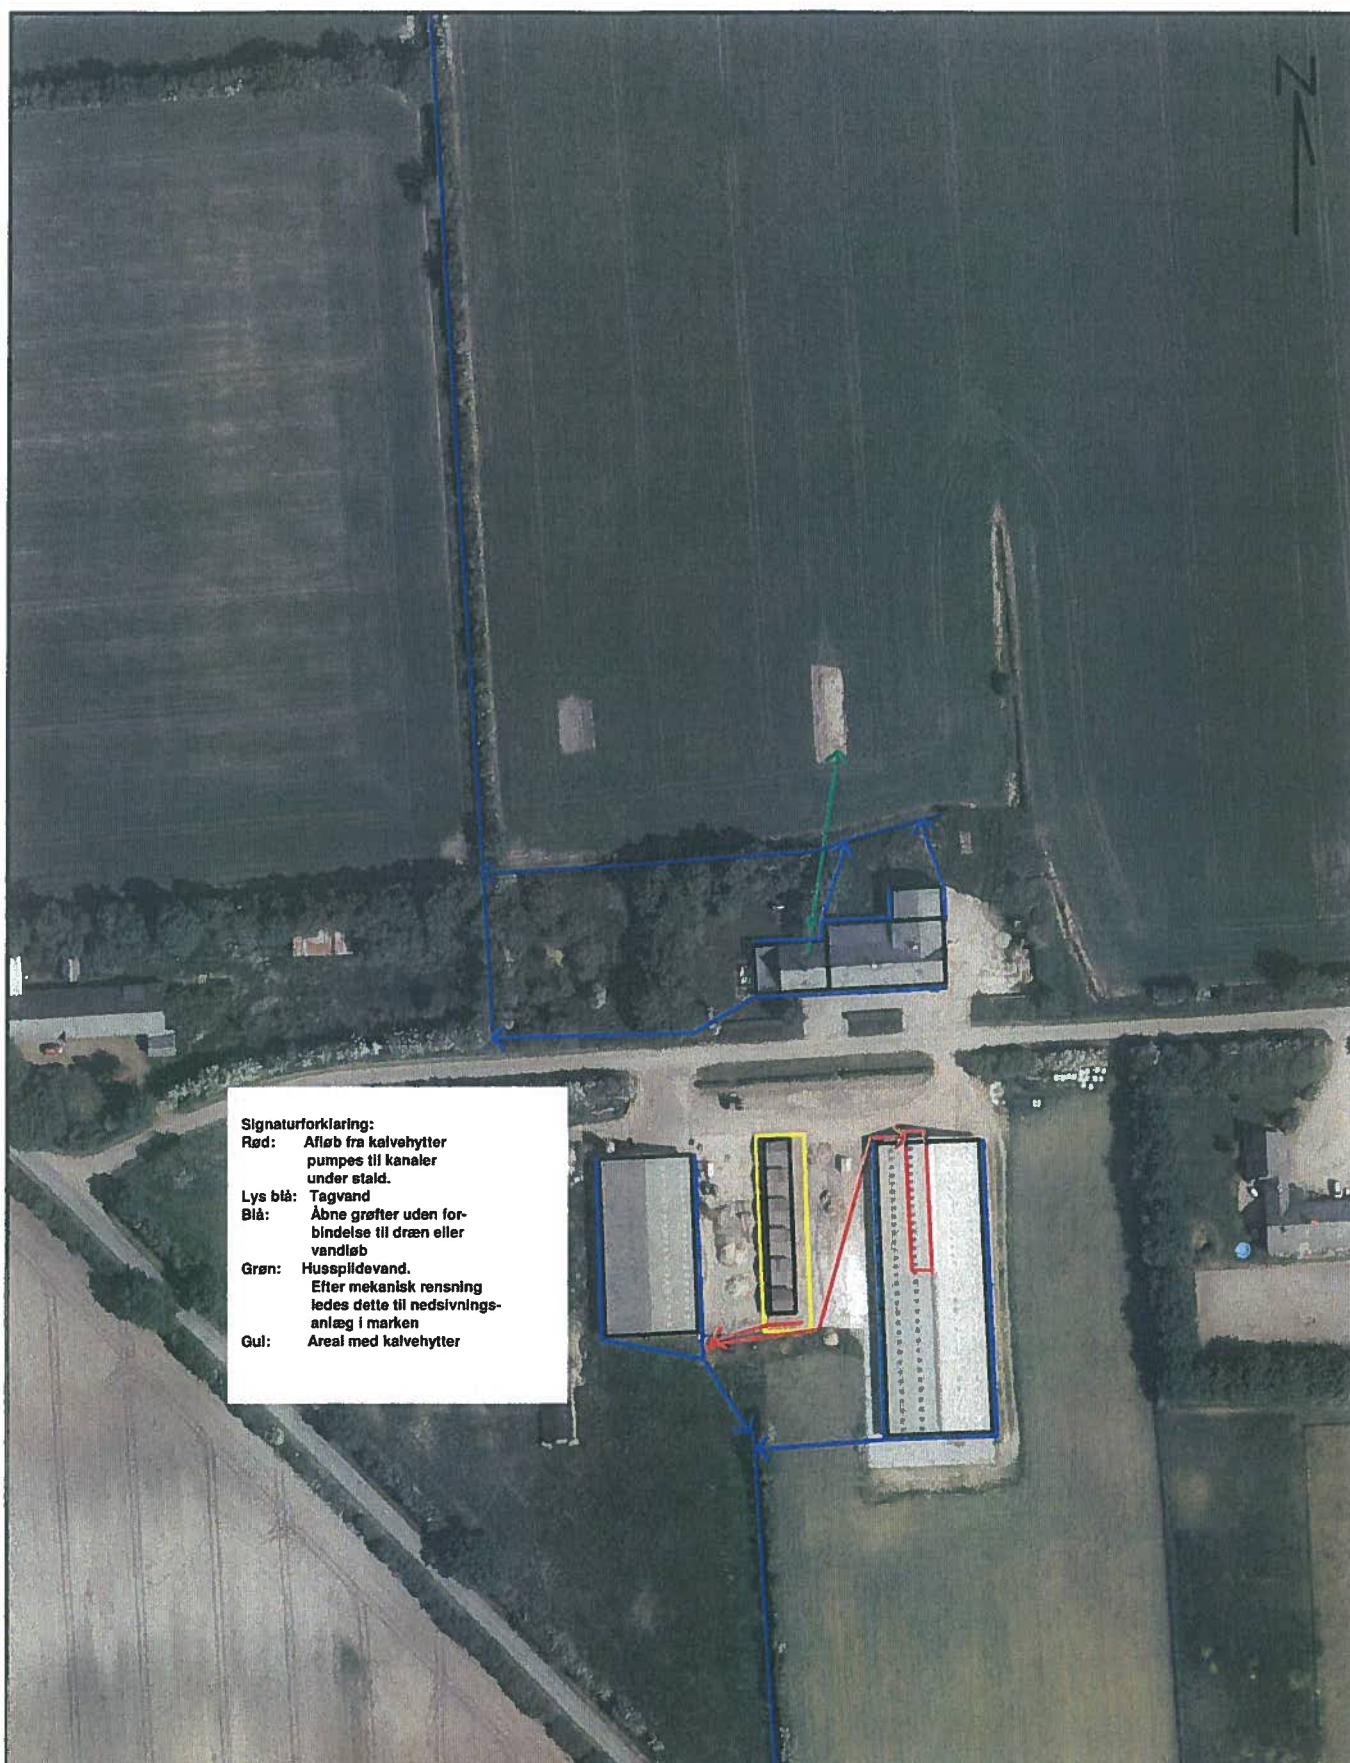 N
Signaturforklaring:
Rød: Afløb fra kalvehytter
pumpes til kanaler
under stald.
Lys blå: Tagvand
Blå: Åbne grøfter uden for-
bindelse til dræn eller
vandløb
Grøn: Husspildevand.
Efter mekanisk rensning
ledes dette til nedsivnings-
anlæg i marken
Gul: Areal med kalvehytter